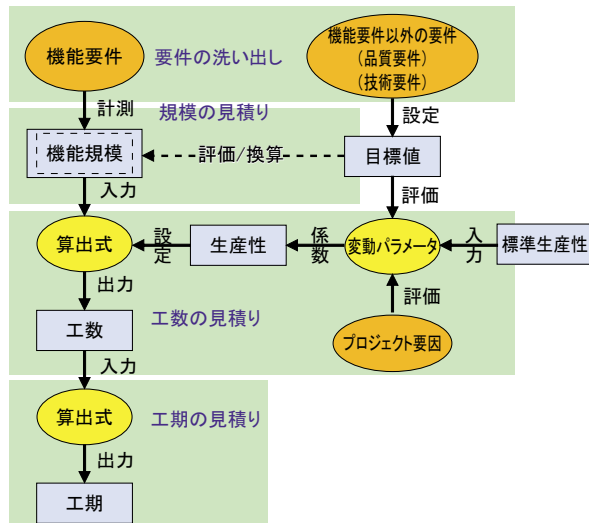 機能要件
要件の洗い出し
機能要件以外の要件
（品質要件）
（技術要件）
計測
規模の見積り
設定
機能規模
評価/換算
目標値
入力
評価
算出式
設定
生産性
係数
変動パラメータ
入力
標準生産性
出力
評価
工数の見積り
工数
プロジェクト要因
入力
算出式
工期の見積り
出力
工期